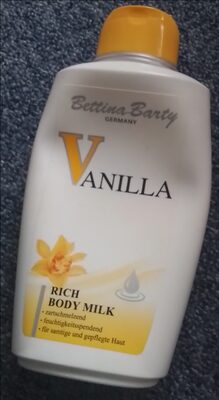 Bettina Barty
GERMANY
VANILLA
RICH
BODY MILK
- zartschmelzend
- feuchtigkeitsspendend
- für samtige und gepflegte Haut